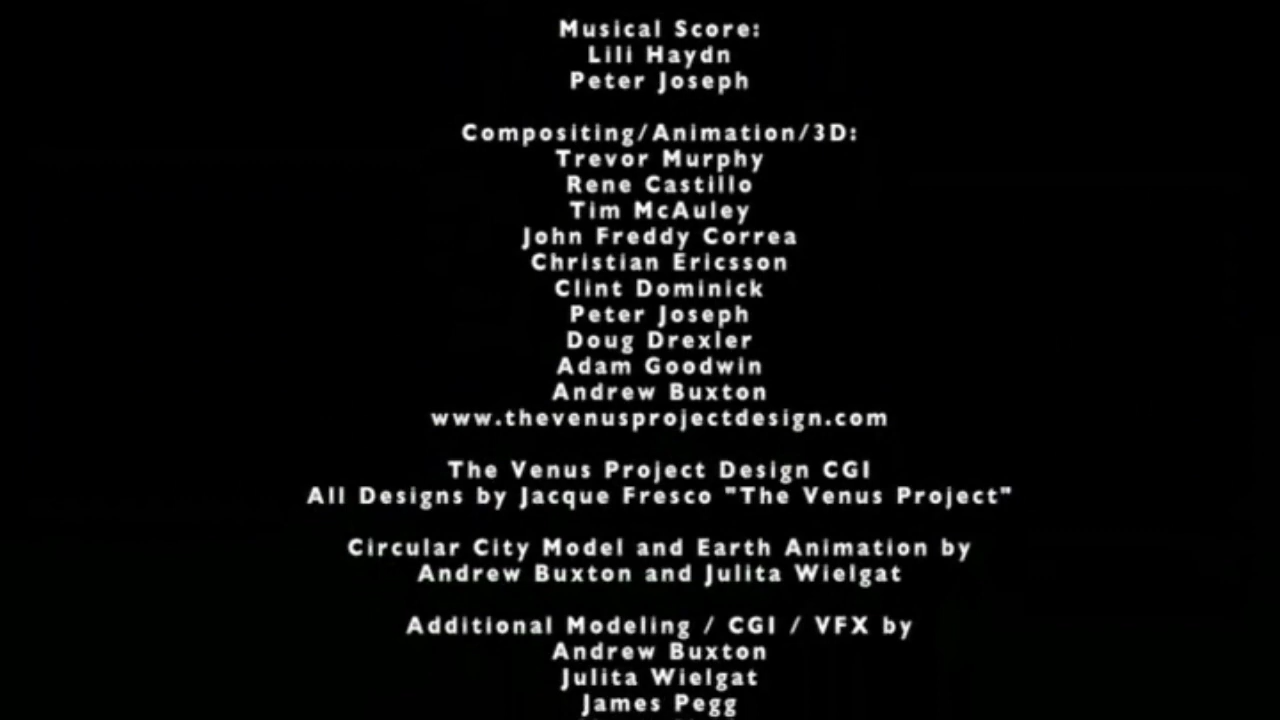 Musical Score:
Lili Haydn
Peter Joseph
Compositing/Animation/3D:
Trevor Murphy
Rene Castillo
Tim McAuley
John Freddy Correa
Christian Ericsson
Clint Dominick
Peter Joseph
Doug Drexler
Adam Goodwin
Andrew Buxton
www.thevenusprojectdesign.com
The Venus Project Design CGI
All Designs by Jacque Fresco "The Venus Project"
Circular City Model and Earth Animation by
Andrew Buxton and Julita Wielgat
Additional Modeling / CGI / VFX by
Andrew Buxton
Julita Wielgat
James Pegg